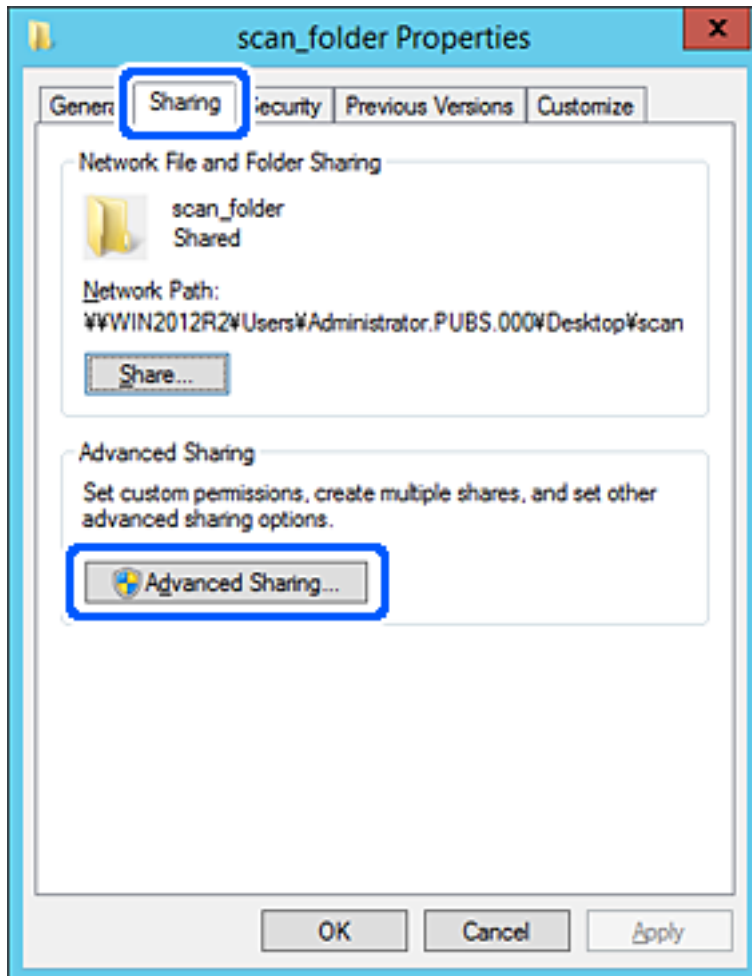 scan_folder Properties
x
Sharing
Previous Versions
Customize
Network File and Folder Sharing
scan_folder
Shared
Network Path:
¥¥WIN2012R2¥Users¥Administrator.PUBS.000¥Desktop¥scan
Share...
Advanced Sharing
Set custom permissions, create multiple shares, and set other
advanced sharing options.
Advanced Sharing...
OK
Cancel
Apply